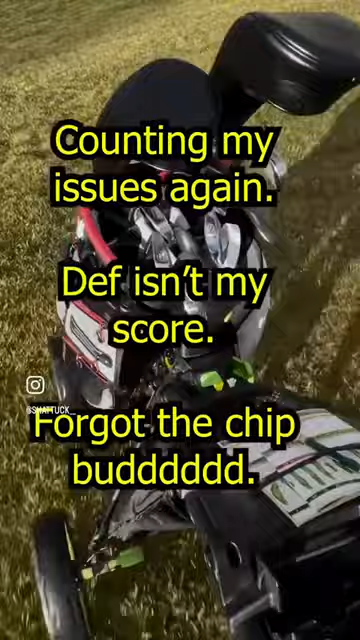 Counting my
issues again.
Def isn’t my
score.
@SHATTUCK_
Forgot the chip
budddddd.